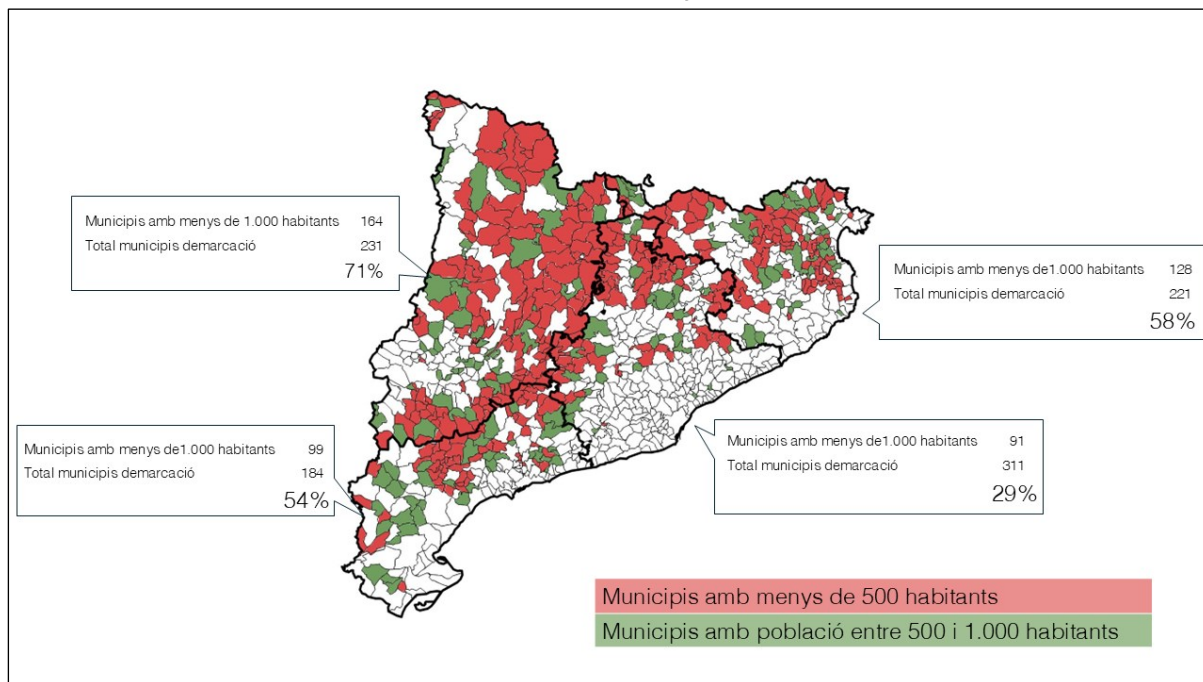 Municipis amb menys de 1.000 habitants 164
Total municipis demarcació 231
71%
Municipis amb menys de1.000 habitants 128
Total municipis demarcació 221
58%
Municipis amb menys de1.000 habitants 99
Total municipis demarcació 184
54%
Municipis amb menys de1.000 habitants 91
Total municipis demarcació 311
29%
Municipis amb menys de 500 habitants
Municipis amb població entre 500 i 1.000 habitants